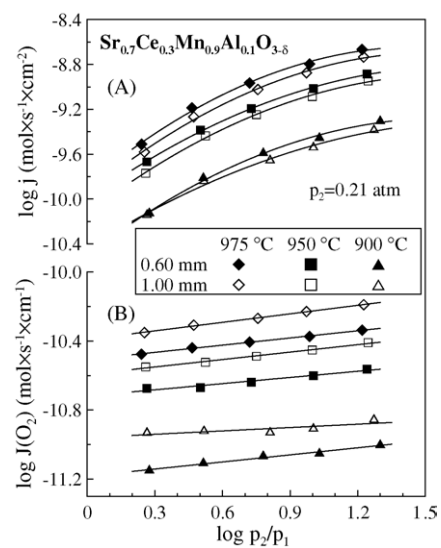 Sr0.7Ce0.3Mn0.9Al0.1O3-δ
(A)
log j (mol×s-1×cm-2)
-8.4
-8.8
-9.2
-9.6
-10.0
-10.4
p2=0.21 atm
975 °C 950 °C 900 °C
0.60 mm
1.00 mm
(B)
log J(O2) (mol×s-1×cm-1)
-10.0
-10.4
-10.8
-11.2
0.0 0.3 0.6 0.9 1.2 1.5
log p2/p1